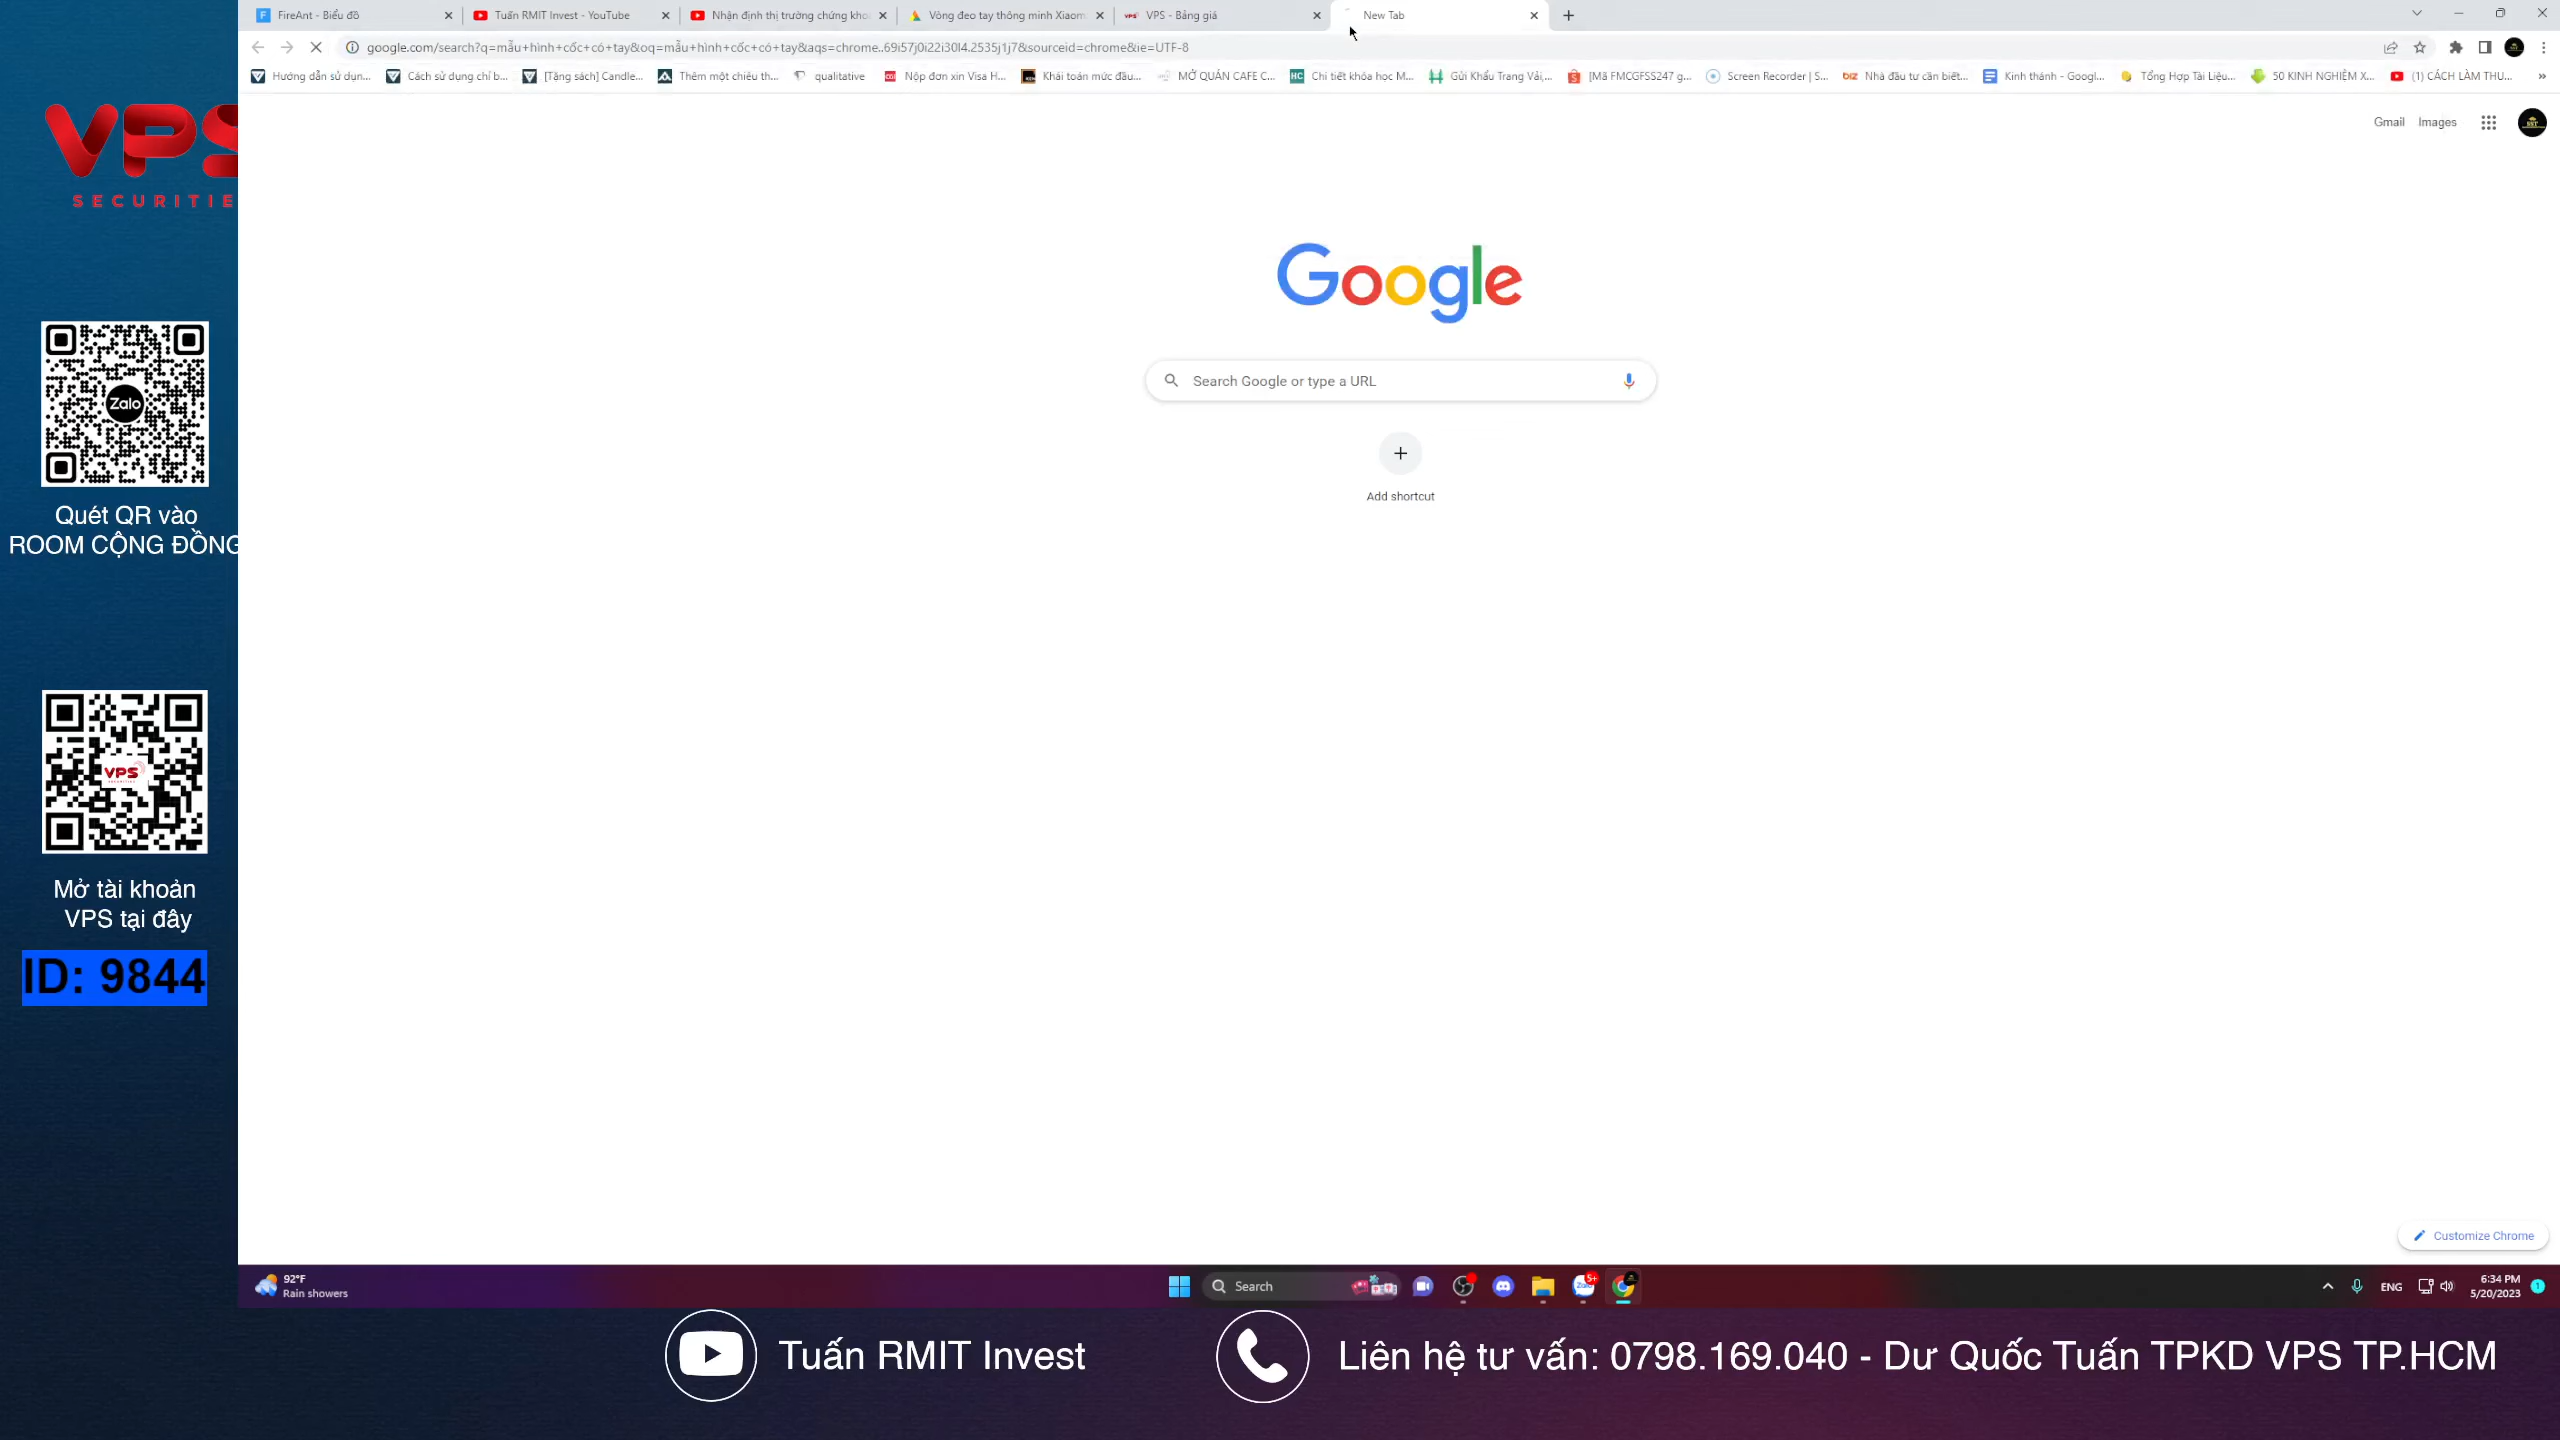 FireAnt - Biểu đồ
Tuấn RMIT Invest - YouTube
Nhận định thị trường chứng kho
Vòng đeo tay thông minh Xiaom
VPS - Bảng giá
New Tab
google.com/search?q=mẫu+hình+cốc+có+tay&oq=mẫu+hình+cốc+có+tay&aqs=chrome..69i57j0i22i30l4.2535j1j7&sourceid=chrome&ie=UTF-8
Hướng dẫn sử dụn...
Cách sử dụng chỉ b...
[Tặng sách] Candle...
Thêm một chiêu th...
qualitative
Nộp đơn xin Visa H...
Khái toán mức đầu...
MỞ QUÁN CAFE C...
Chi tiết khóa học M...
Gửi Khẩu Trang Vải,...
[Mã FMCGFSS247 g...
Screen Recorder | S...
Nhà đầu tư cần biết...
Kinh thánh - Googl...
Tổng Hợp Tài Liệu...
50 KINH NGHIỆM X...
(1) CÁCH LÀM THU...
Gmail
Images
VPS
SECURITIE
Google
Search Google or type a URL
Add shortcut
Zalo
Quét QR vào
ROOM CỘNG ĐỒNG
VPS
Mở tài khoản
VPS tại đây
ID: 9844
Customize Chrome
92°F
Rain showers
Search
Zalo
5+
ENG
6:34 PM
5/20/2023
1
Tuấn RMIT Invest
Liên hệ tư vấn: 0798.169.040 - Dư Quốc Tuấn TPKD VPS TP.HCM